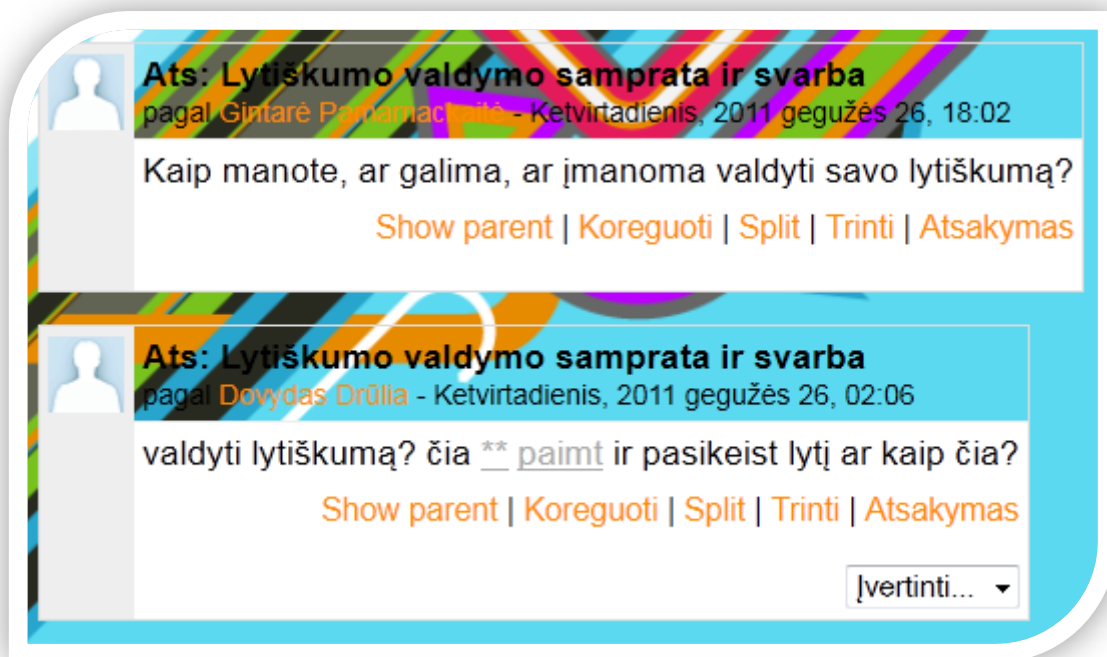 Ats: Lytiškumo valdymo samprata ir svarba
pagal Gintarė Pamarnackaitė - Ketvirtadienis, 2011 gegužės 26, 18:02
Kaip manote, ar galima, ar įmanoma valdyti savo lytiškumą?
Show parent | Koreguoti | Split | Trinti | Atsakymas
Ats: Lytiškumo valdymo samprata ir svarba
pagal Dovydas Drūlia - Ketvirtadienis, 2011 gegužės 26, 02:06
valdyti lytiškumą? čia ** paimt ir pasikeist lytį ar kaip čia?
Show parent | Koreguoti | Split | Trinti | Atsakymas
Įvertinti...